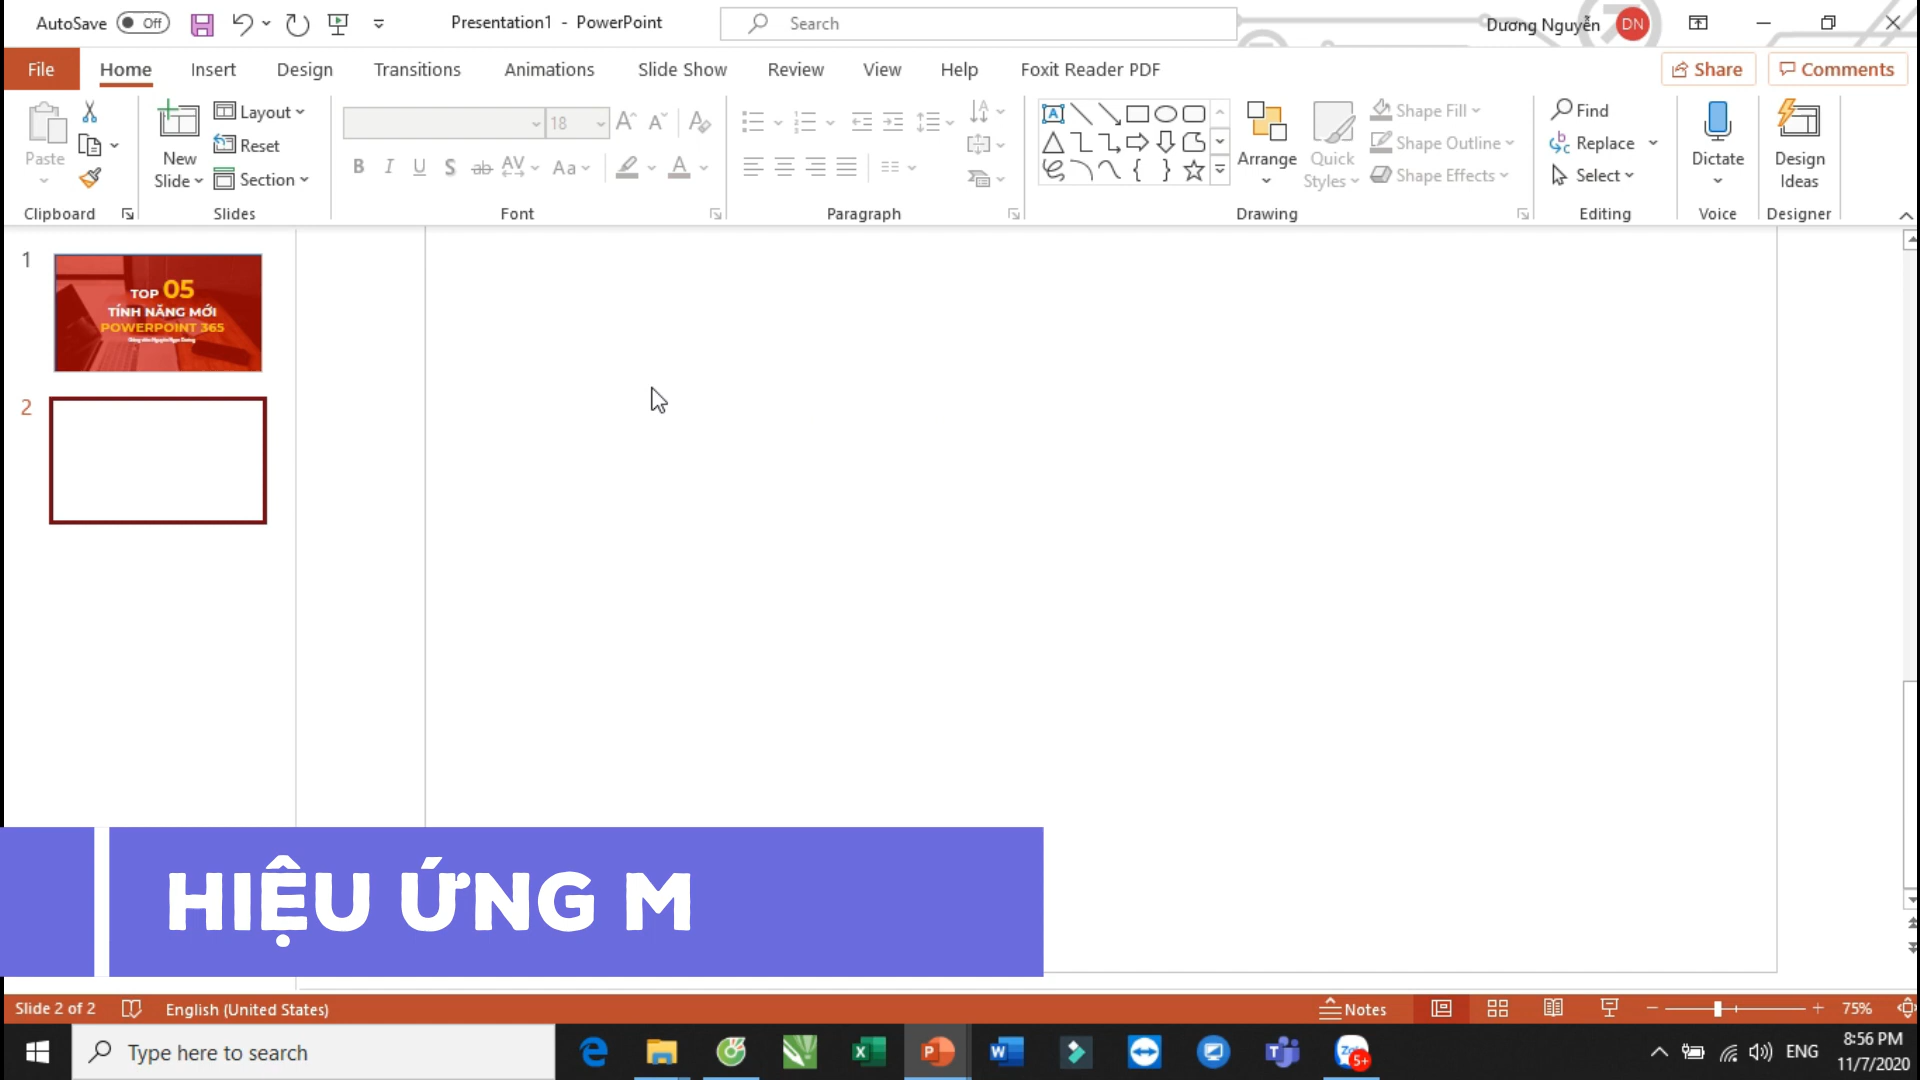 AutoSave Off Presentation1 - PowerPoint Search Dương Nguyễn DN
File Home Insert Design Transitions Animations Slide Show Review View Help Foxit Reader PDF Share Comments
Paste New Slide Layout Reset Section 18 Arrange Quick Styles Shape Fill Shape Outline Shape Effects Find Replace Select Dictate Design Ideas
Clipboard Slides Font Paragraph Drawing Editing Voice Designer
1
TOP 05
TÍNH NĂNG MỚI
POWERPOINT 365
2
HIỆU ỨNG M
Slide 2 of 2 English (United States) Notes 75%
Type here to search ENG 8:56 PM
11/7/2020